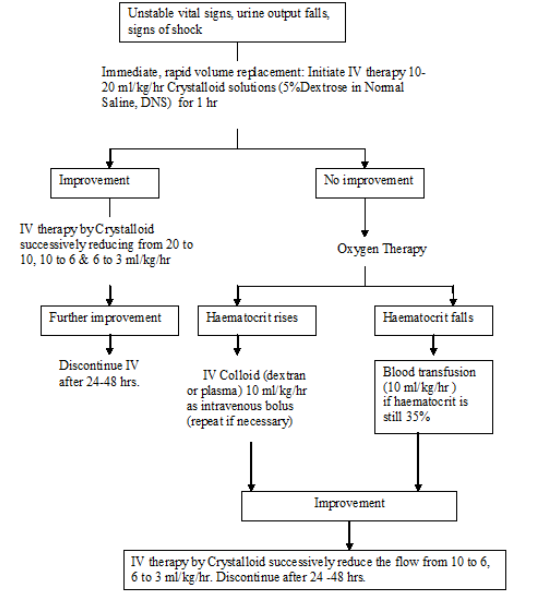 Unstable vital signs, urine output falls,
signs of shock
Immediate, rapid volume replacement: Initiate IV therapy 10-
20 ml/kg/hr Crystalloid solutions (5%Dextrose in Normal
Saline, DNS) for 1 hr
Improvement
No improvement
IV therapy by Crystalloid
successively reducing from 20 to
10, 10 to 6 & 6 to 3 ml/kg/hr
Oxygen Therapy
Further improvement
Haematocrit rises
Haematocrit falls
Discontinue IV
after 24-48 hrs.
IV Colloid (dextran
or plasma) 10 ml/kg/hr
as intravenous bolus
(repeat if necessary)
Blood transfusion
(10 ml/kg/hr )
if haematocrit is
still 35%
Improvement
IV therapy by Crystalloid successively reduce the flow from 10 to 6,
6 to 3 ml/kg/hr. Discontinue after 24 -48 hrs.